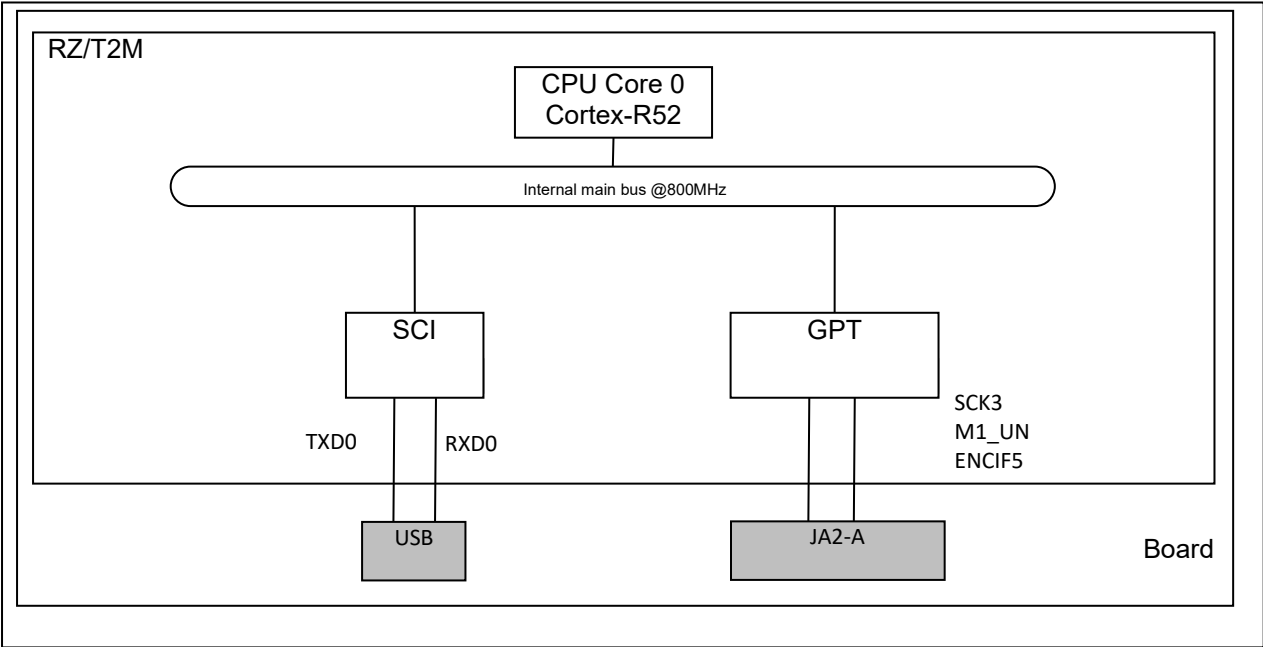 RZ/T2M
CPU Core 0
Cortex-R52
Internal main bus @800MHz
SCI
GPT
TXD0
RXD0
SCK3
M1_UN
ENCIF5
USB
JA2-A
Board